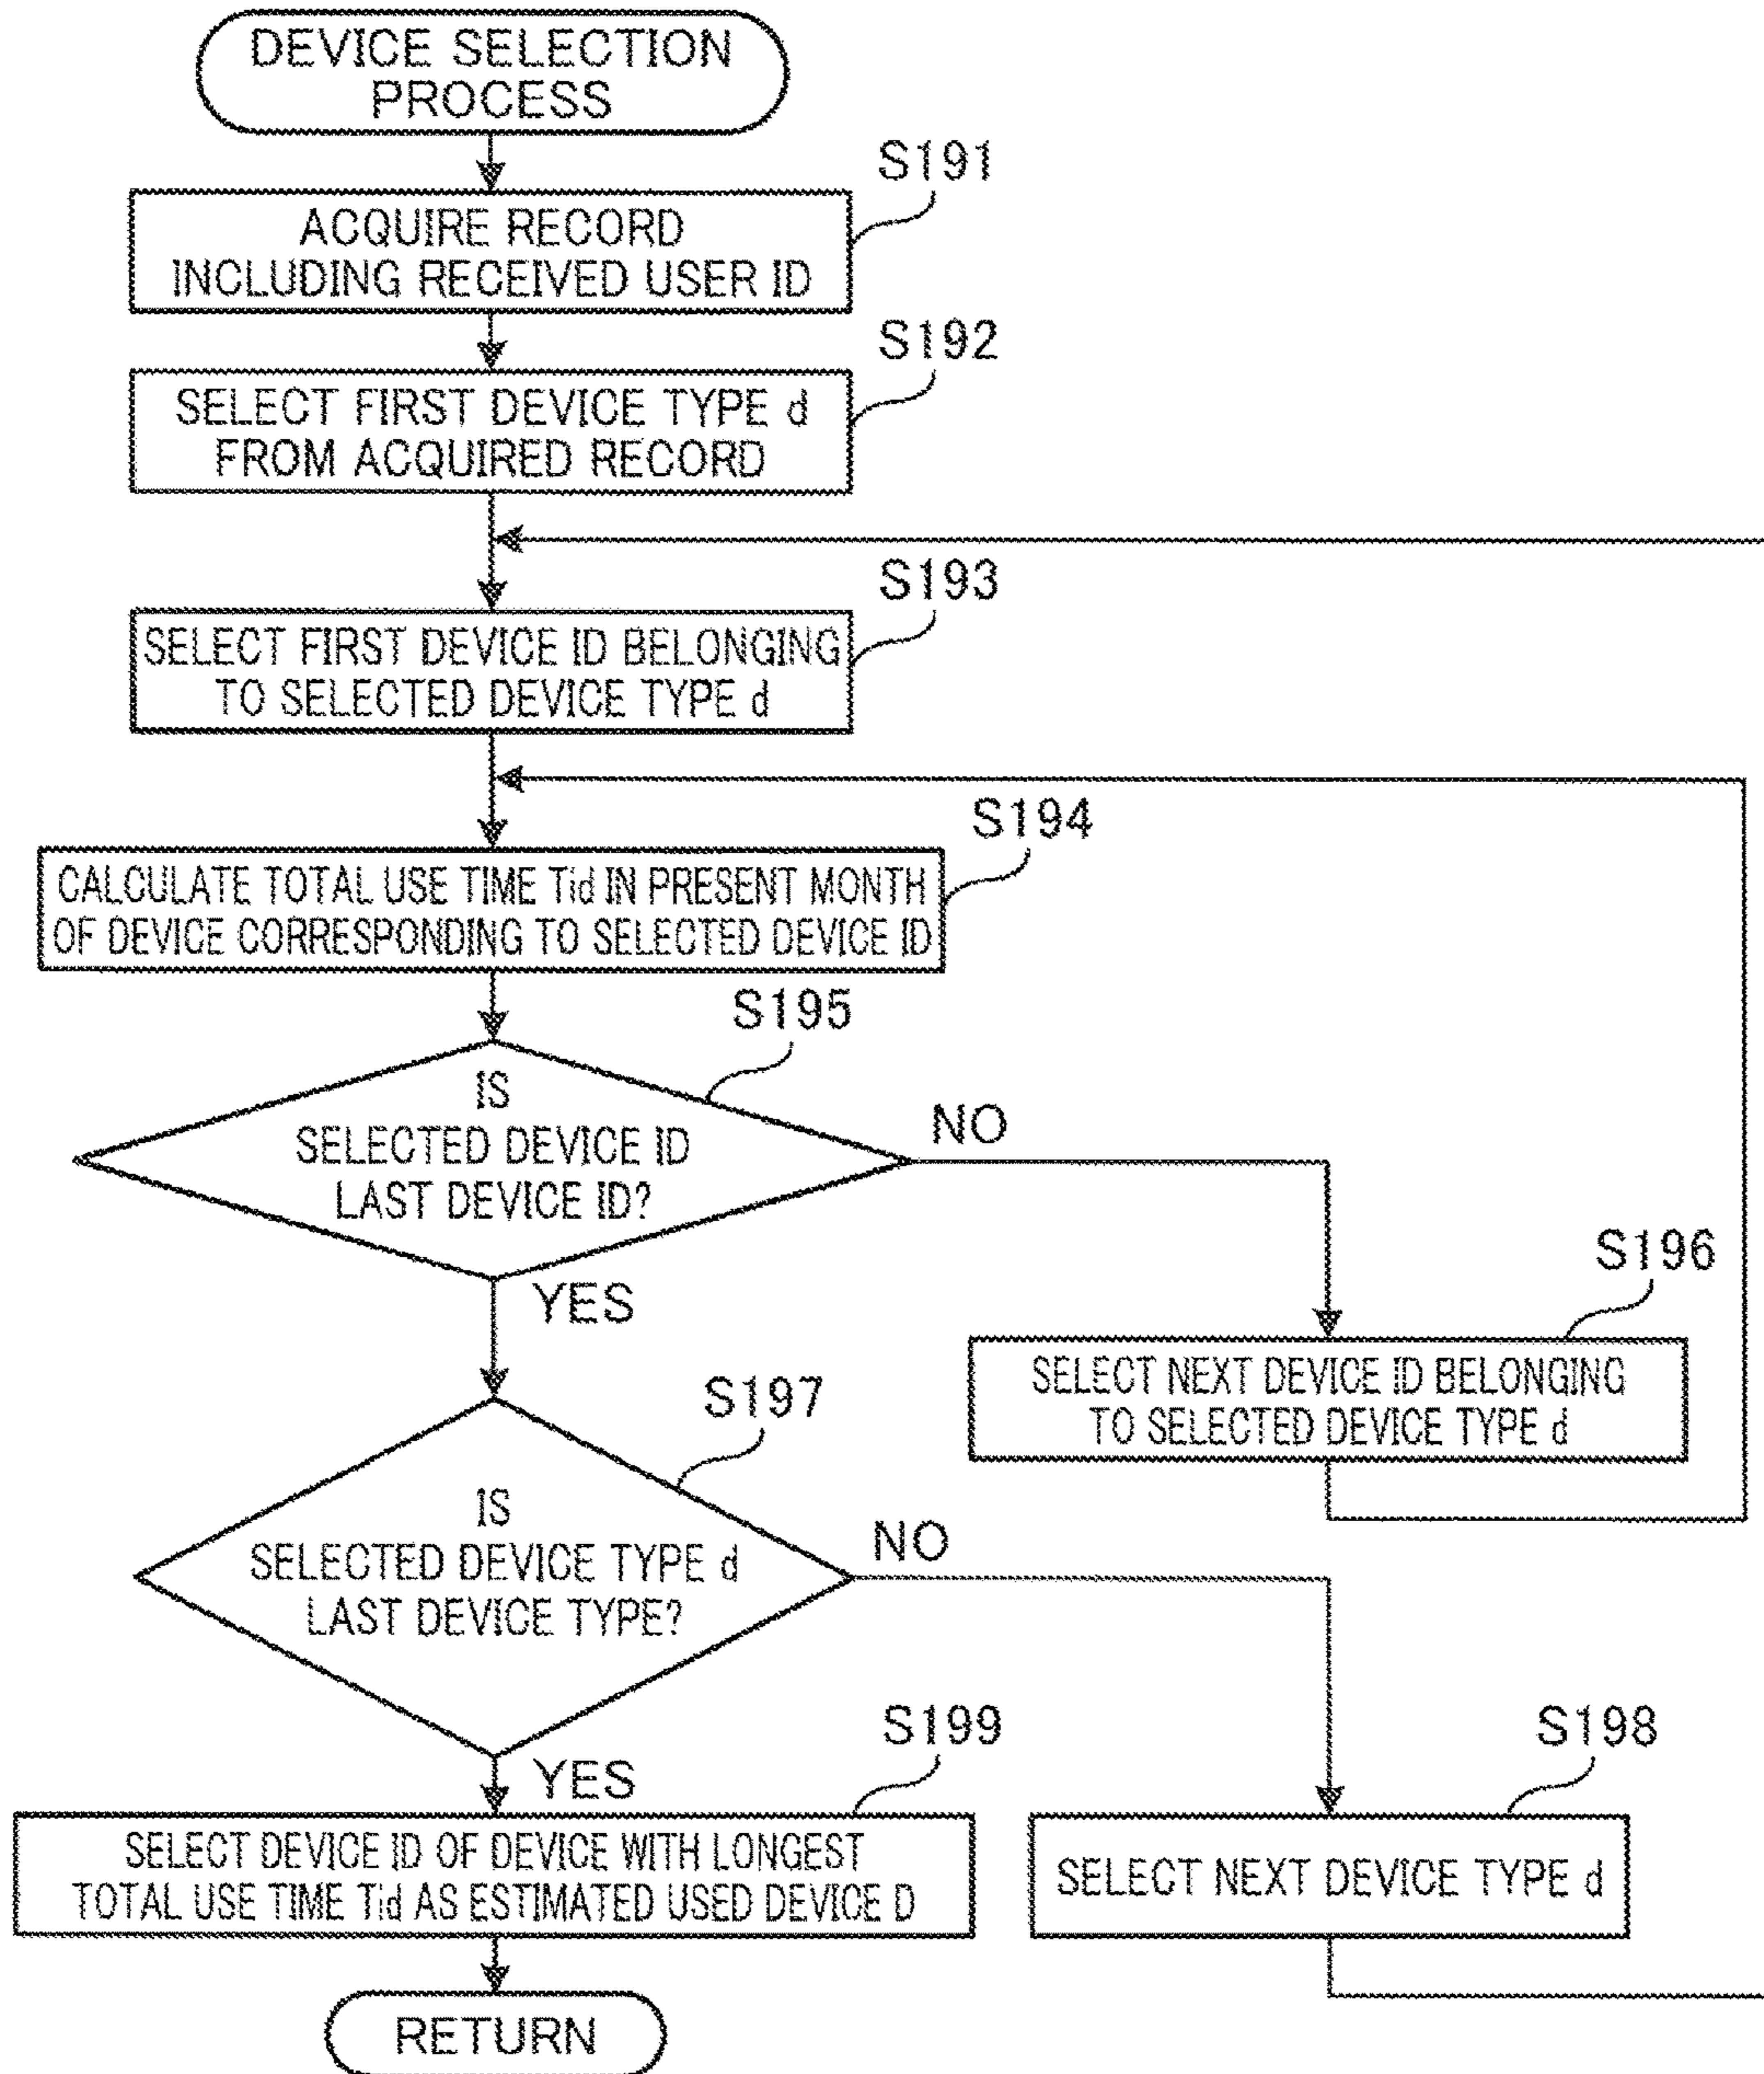 DEVICE SELECTION
PROCESS
S191
ACQUIRE RECORD
INCLUDING RECEIVED USER ID
S192
SELECT FIRST DEVICE TYPE d
FROM ACQUIRED RECORD
S193
SELECT FIRST DEVICE ID BELONGING
TO SELECTED DEVICE TYPE d
S194
CALCULATE TOTAL USE TIME Tid IN PRESENT MONTH
OF DEVICE CORRESPONDING TO SELECTED DEVICE ID
S195
IS
SELECTED DEVICE ID
LAST DEVICE ID?
NO
YES
S196
SELECT NEXT DEVICE ID BELONGING
TO SELECTED DEVICE TYPE d
S197
IS
SELECTED DEVICE TYPE d
LAST DEVICE TYPE?
NO
YES
S198
SELECT NEXT DEVICE TYPE d
S199
SELECT DEVICE ID OF DEVICE WITH LONGEST
TOTAL USE TIME Tid AS ESTIMATED USED DEVICE D
RETURN